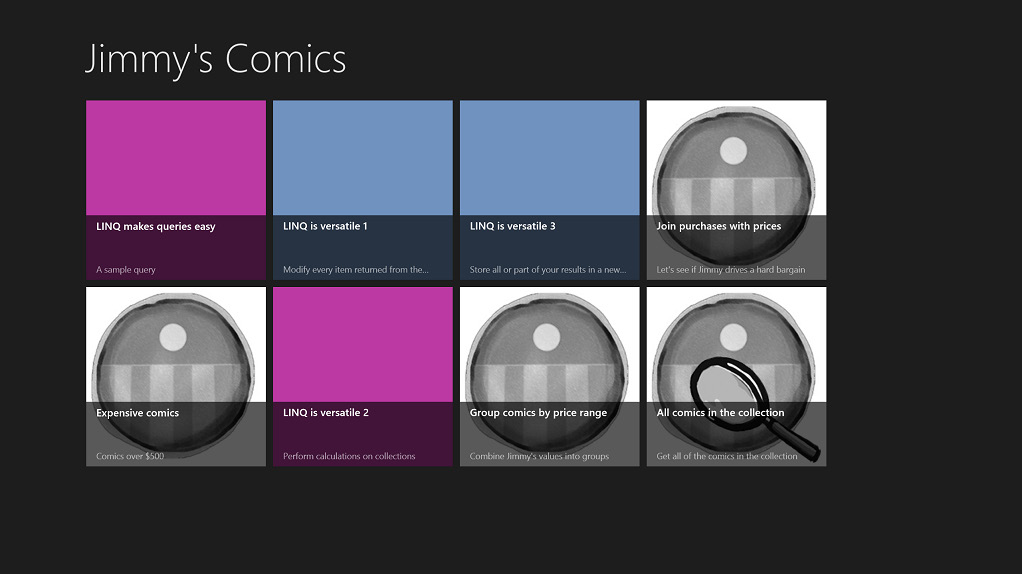 Jimmy's Comics
LINQ makes queries easy
A sample query
LINQ is versatile 1
Modify every item returned from the...
LINQ is versatile 3
Store all or part of your results in a new...
Join purchases with prices
Let's see if Jimmy drives a hard bargain
Expensive comics
Comics over $500
LINQ is versatile 2
Perform calculations on collections
Group comics by price range
Combine Jimmy's values into groups
All comics in the collection
Get all of the comics in the collection